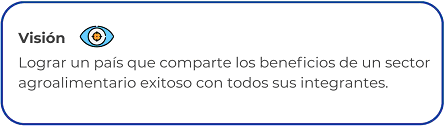 Visión
Lograr un país que comparte los beneficios de un sector
agroalimentario exitoso con todos sus integrantes.